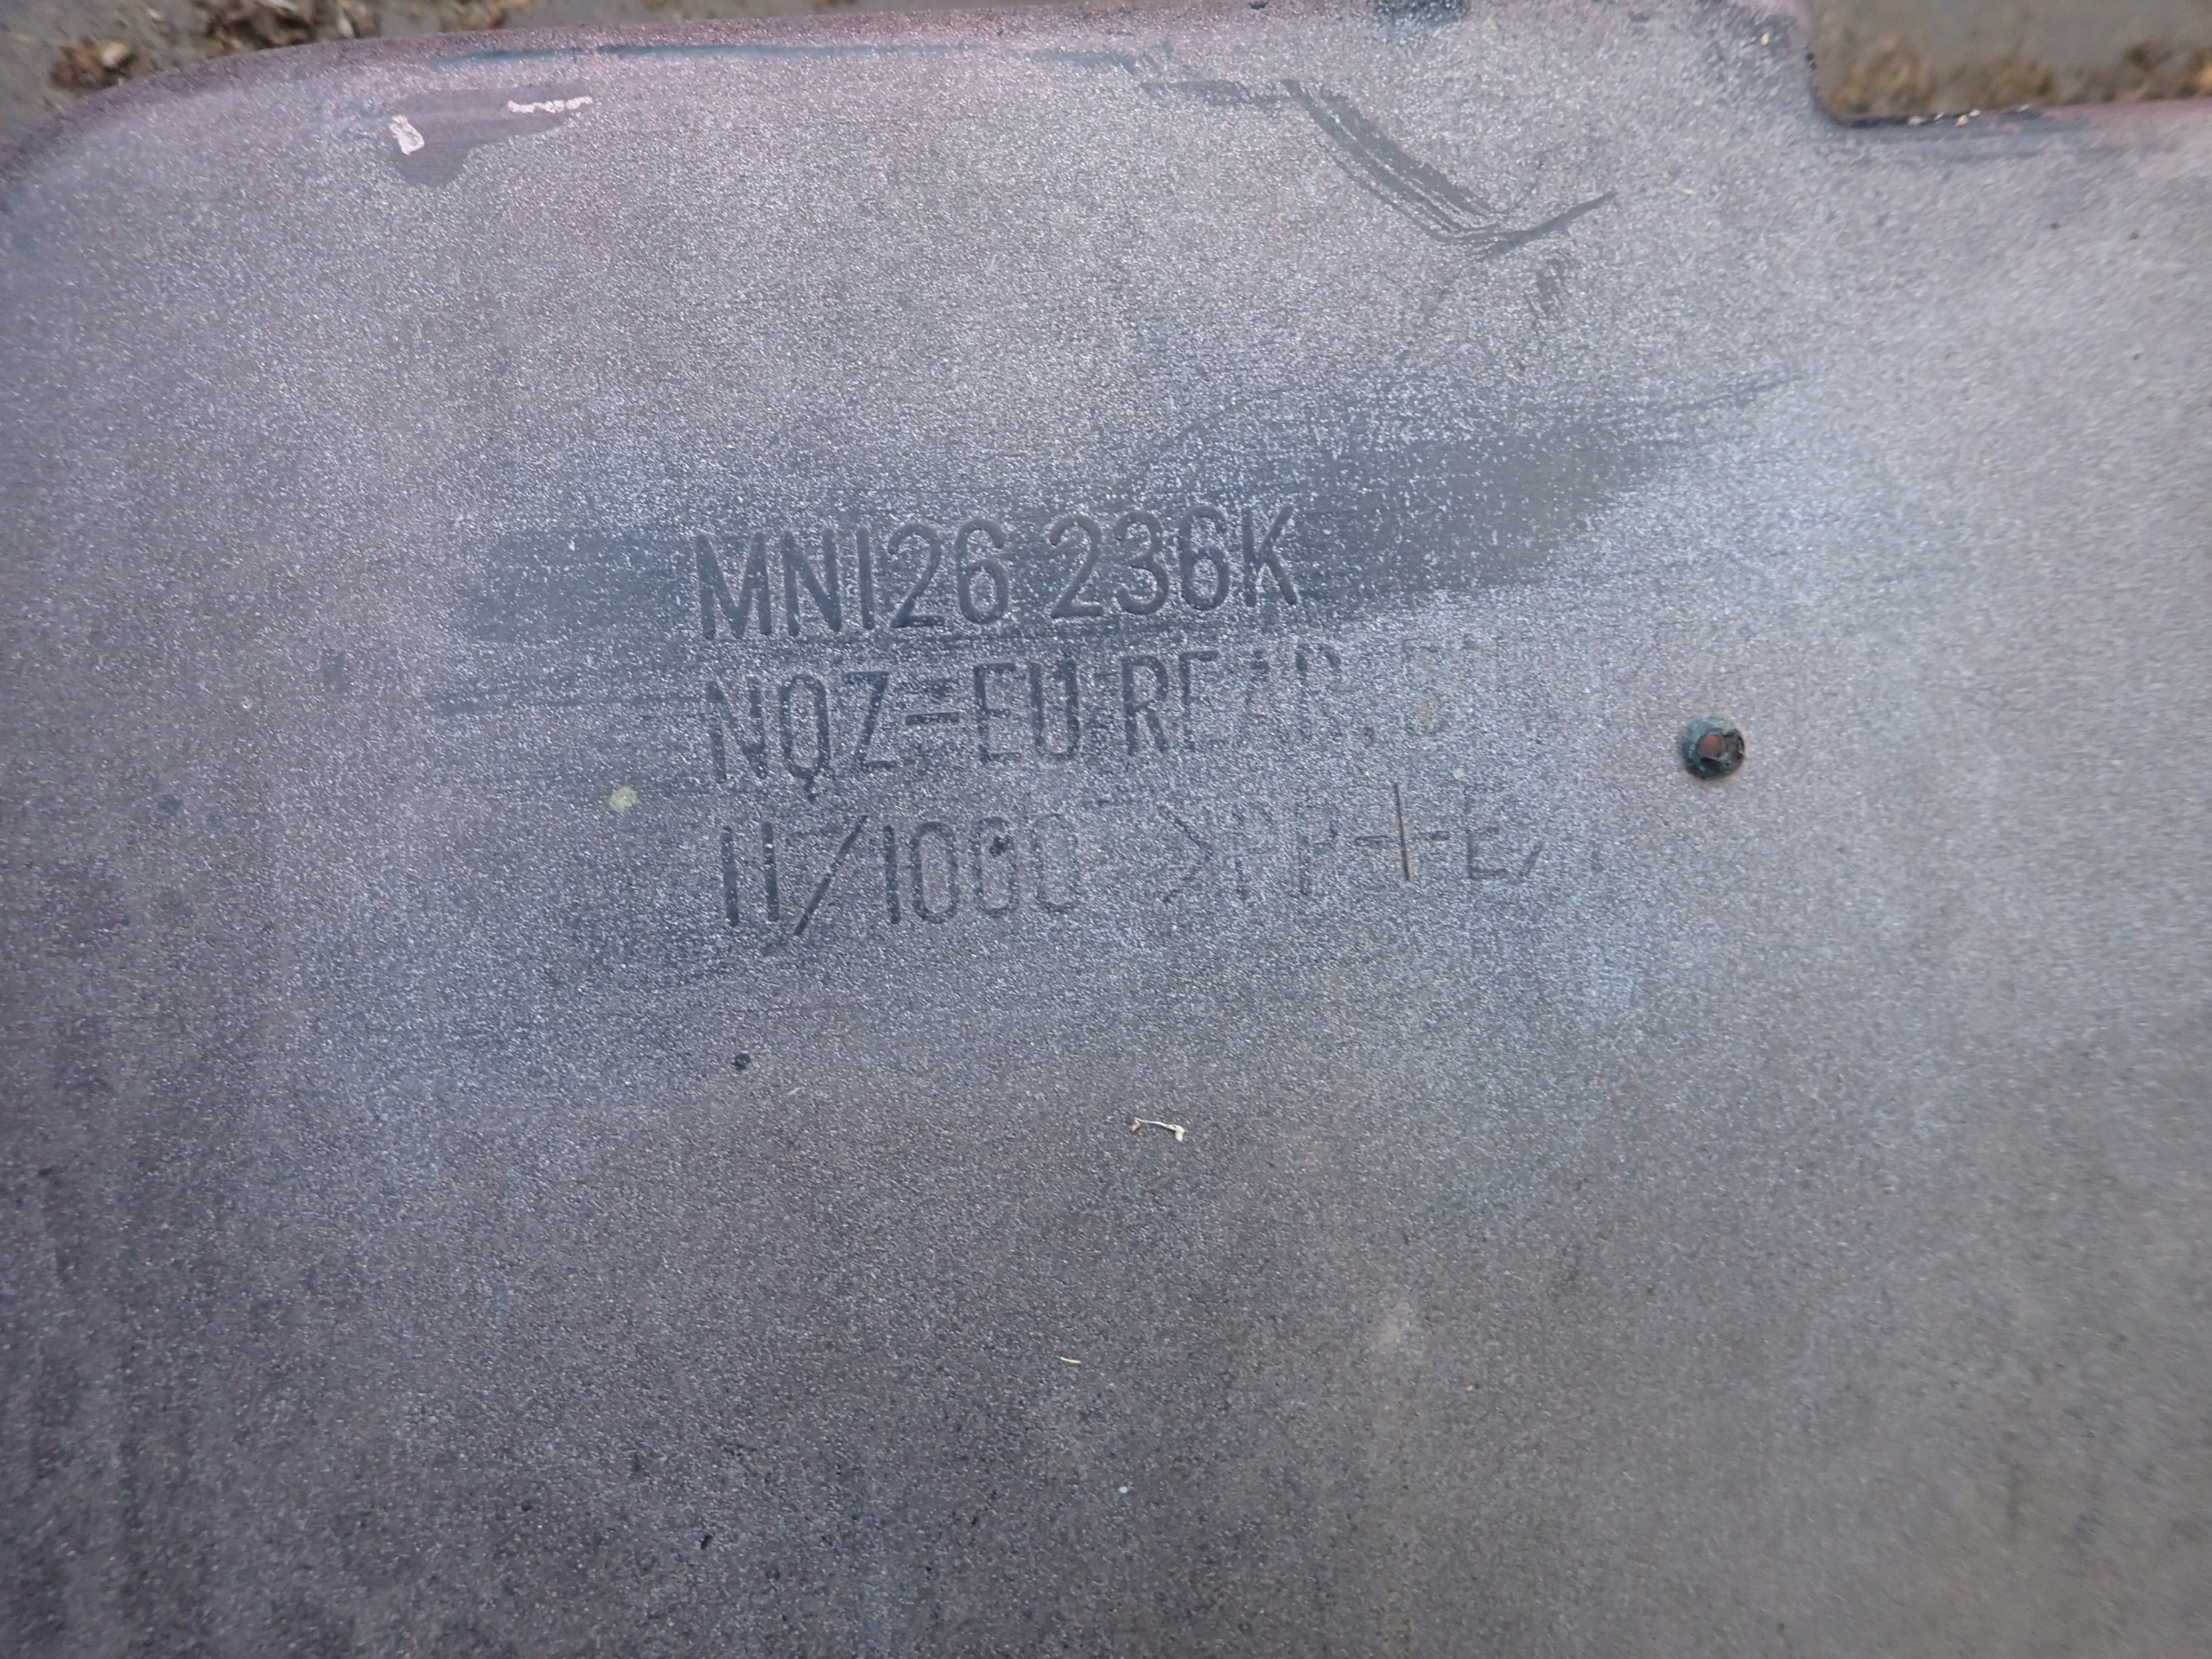 MN126 236K
NQZ-EU REAR.
11/1000 >PP+E/